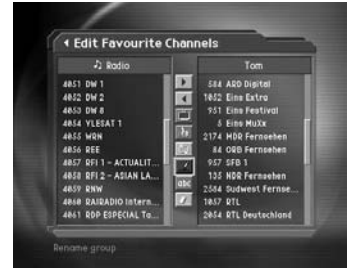 Edit Favourite Channels
Radio
4051 DW 1
4052 DW 2
4053 DW 8
4054 YLESAT 1
4055 WRN
4056 REE
4057 RFI 1 - ACTUALIT...
4058 RFI 2 - ASIAN LA...
4059 RNW
4060 RAIRADIO Intern...
4061 RDP ESPECIAL Ta...
abc
Tom
584 ARD Digital
1052 Eins Extra
951 Eins Festival
5 Eins MuXx
2174 MDR Fernsehen
84 ORB Fernsehen
957 SFB 1
135 NDR Fernsehen
2584 Sudwest Fernse...
1057 RTL
2054 RTL Deutschland
Rename group